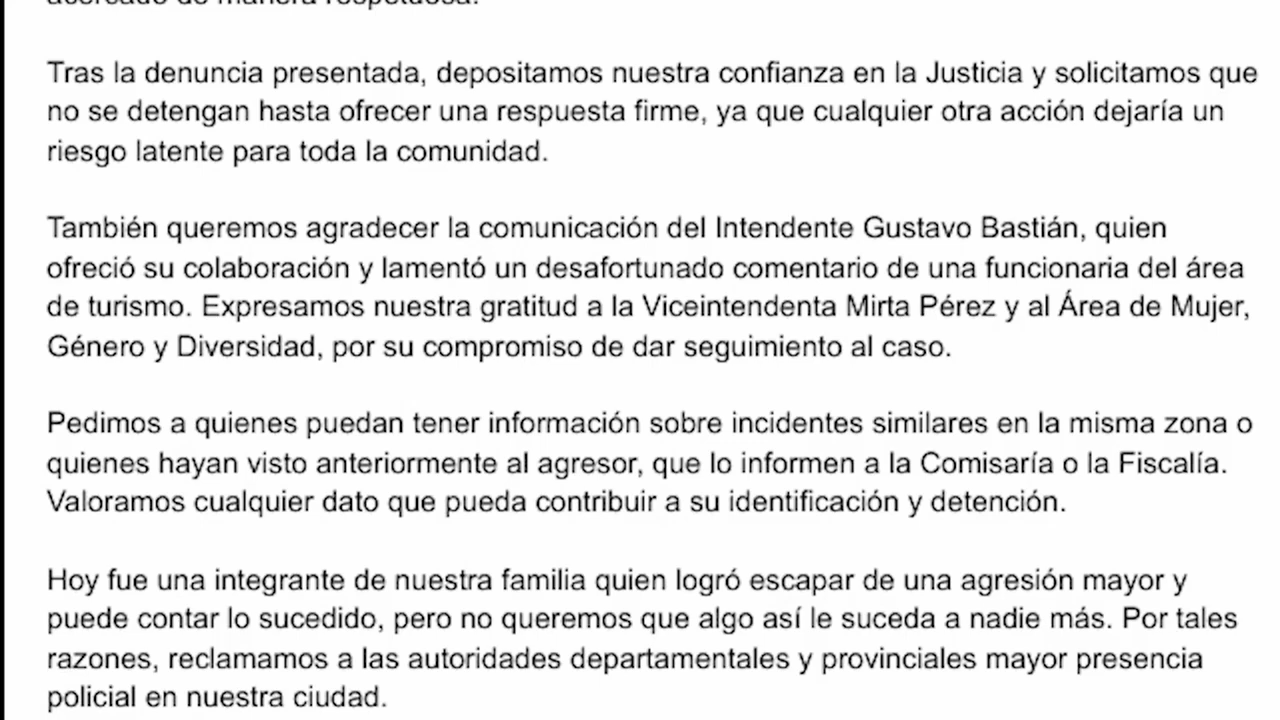 acercado de manera respetuosa.
Tras la denuncia presentada, depositamos nuestra confianza en la Justicia y solicitamos que
no se detengan hasta ofrecer una respuesta firme, ya que cualquier otra acción dejaría un
riesgo latente para toda la comunidad.
También queremos agradecer la comunicación del Intendente Gustavo Bastián, quien
ofreció su colaboración y lamentó un desafortunado comentario de una funcionaria del área
de turismo. Expresamos nuestra gratitud a la Viceintendenta Mirta Pérez y al Área de Mujer,
Género y Diversidad, por su compromiso de dar seguimiento al caso.
Pedimos a quienes puedan tener información sobre incidentes similares en la misma zona o
quienes hayan visto anteriormente al agresor, que lo informen a la Comisaría o la Fiscalía.
Valoramos cualquier dato que pueda contribuir a su identificación y detención.
Hoy fue una integrante de nuestra familia quien logró escapar de una agresión mayor y
puede contar lo sucedido, pero no queremos que algo así le suceda a nadie más. Por tales
razones, reclamamos a las autoridades departamentales y provinciales mayor presencia
policial en nuestra ciudad.